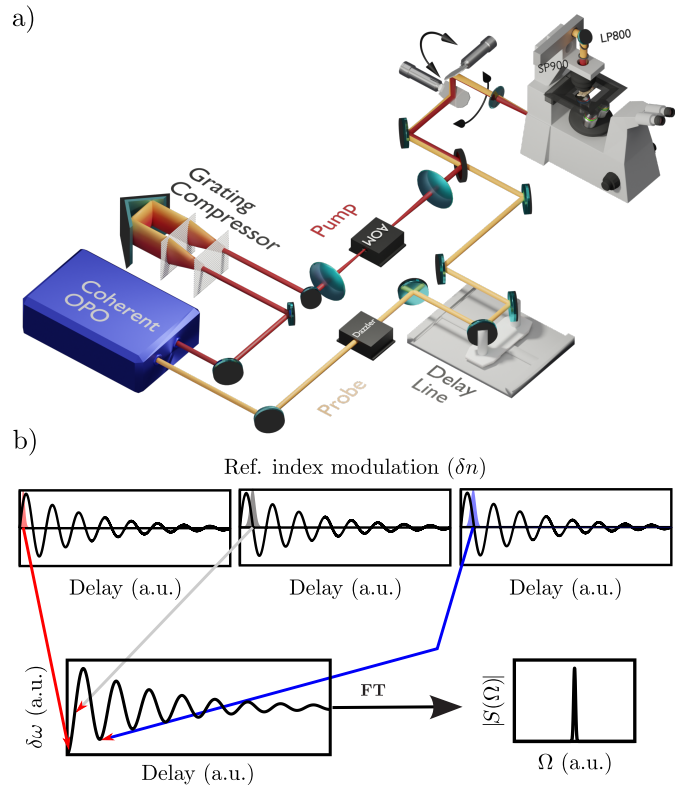 a)
LP800
SP900
Grating
Compressor
Pump
AOM
Coherent
OPO
Dazzler
Probe
Delay
Line
b)
Ref. index modulation (δn)
Delay (a.u.)
Delay (a.u.)
Delay (a.u.)
δω (a.u.)
FT
|S(Ω)|
Delay (a.u.)
Ω (a.u.)